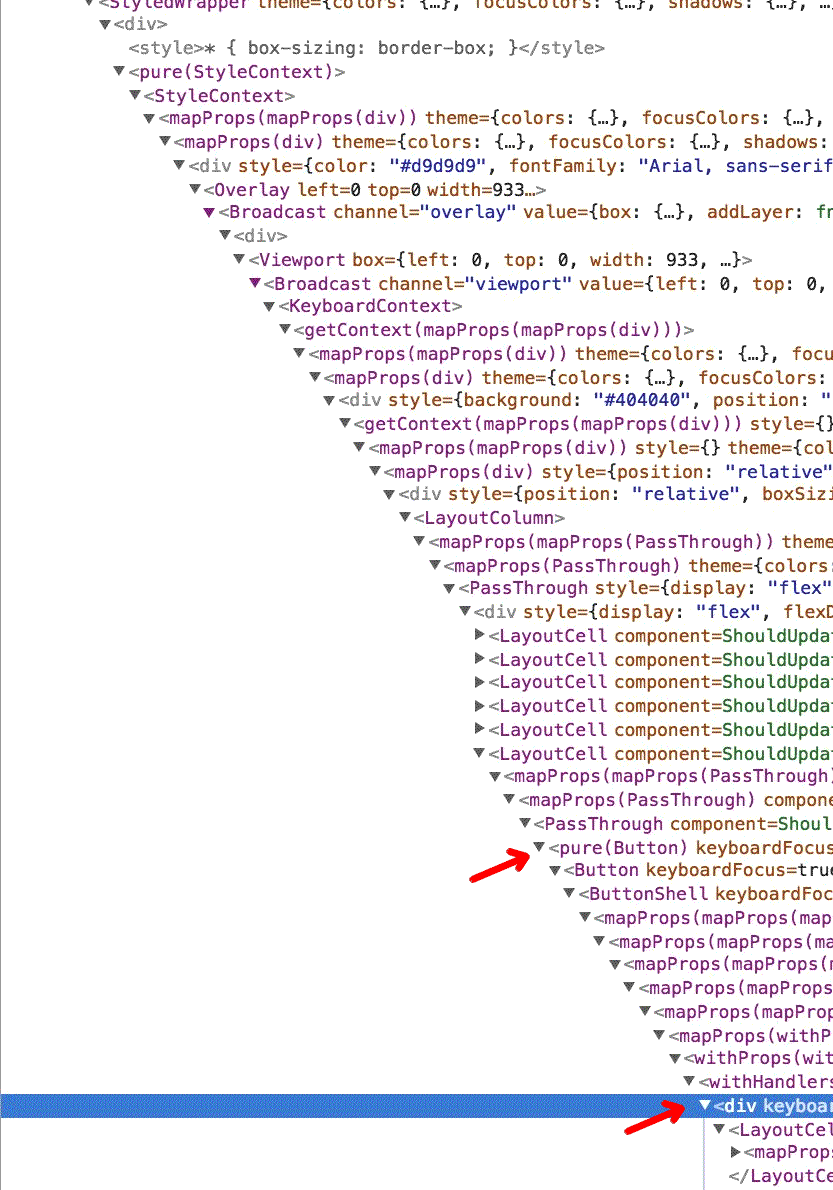 ▼<StyledWrapper theme={colors: {…}, focusColors: {…}, shadows: {…}, …
▼<div>
<style>* { box-sizing: border-box; }</style>
▼<pure(StyleContext)>
▼<StyleContext>
▼<mapProps(mapProps(div)) theme={colors: {…}, focusColors: {…},
▼<mapProps(div) theme={colors: {…}, focusColors: {…}, shadows:
▼<div style={color: "#d9d9d9", fontFamily: "Arial, sans-serif
▼<Overlay left=0 top=0 width=933…>
▼<Broadcast channel="overlay" value={box: {…}, addLayer: fn
▼<div>
▼<Viewport box={left: 0, top: 0, width: 933, …}>
▼<Broadcast channel="viewport" value={left: 0, top: 0,
▼<KeyboardContext>
▼<getContext(mapProps(mapProps(div)))>
▼<mapProps(mapProps(div)) theme={colors: {…}, focu
▼<mapProps(div) theme={colors: {…}, focusColors:
▼<div style={background: "#404040", position: "
▼<getContext(mapProps(mapProps(div))) style={}
▼<mapProps(mapProps(div)) style={} theme={col
▼<mapProps(div) style={position: "relative"
▼<div style={position: "relative", boxSizi
▼<LayoutColumn>
▼<mapProps(mapProps(PassThrough)) theme
▼<mapProps(PassThrough) theme={colors:
▼<PassThrough style={display: "flex"
▼<div style={display: "flex", flexD
▶<LayoutCell component=ShouldUpda
▶<LayoutCell component=ShouldUpda
▶<LayoutCell component=ShouldUpda
▶<LayoutCell component=ShouldUpda
▶<LayoutCell component=ShouldUpda
▼<LayoutCell component=ShouldUpda
▼<mapProps(mapProps(PassThrough)
▼<mapProps(PassThrough) compone
▼<PassThrough component=Shoul
▼<pure(Button) keyboardFocus
▼<Button keyboardFocus=true
▼<ButtonShell keyboardFoc
▼<mapProps(mapProps(map
▼<mapProps(mapProps(ma
▼<mapProps(mapProps(m
▼<mapProps(mapProps
▼<mapProps(mapProp
▼<mapProps(withP
▼<withProps(wit
▼<withHandlers
▼<div keyboar
▼<LayoutCel
▶<mapProps
</LayoutCe